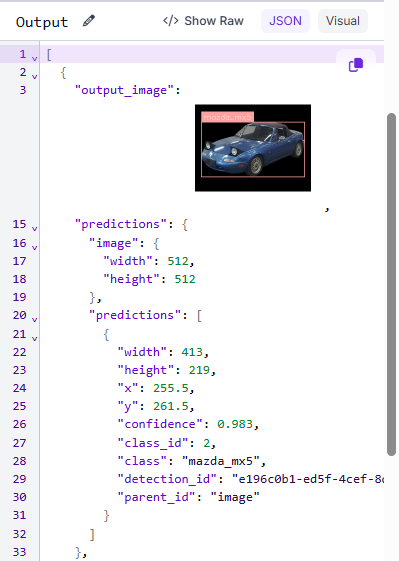 Output </> Show Raw JSON Visual
1 [
2 {
3 "output_image":
mazda_mx5
,
15 "predictions": {
16 "image": {
17 "width": 512,
18 "height": 512
19 },
20 "predictions": [
21 {
22 "width": 413,
23 "height": 219,
24 "x": 255.5,
25 "y": 261.5,
26 "confidence": 0.983,
27 "class_id": 2,
28 "class": "mazda_mx5",
29 "detection_id": "e196c0b1-ed5f-4cef-8
30 "parent_id": "image"
31 }
32 ]
33 },